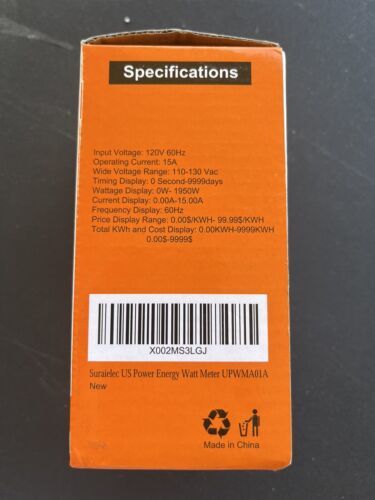 Specifications
Input Voltage: 120V 60Hz
Operating Current: 15A
Wide Voltage Range: 110-130 Vac
Timing Display: 0 Second-9999days
Wattage Display: 0W- 1950W
Current Display: 0.00A-15.00A
Frequency Display: 60Hz
Price Display Range: 0.00$/KWH- 99.99$/KWH
Total KWh and Cost Display: 0.00KWH-9999KWH
0.00$-9999$
X002MS3LGJ
Suraielec US Power Energy Watt Meter UPWMA01A
New
Made in China